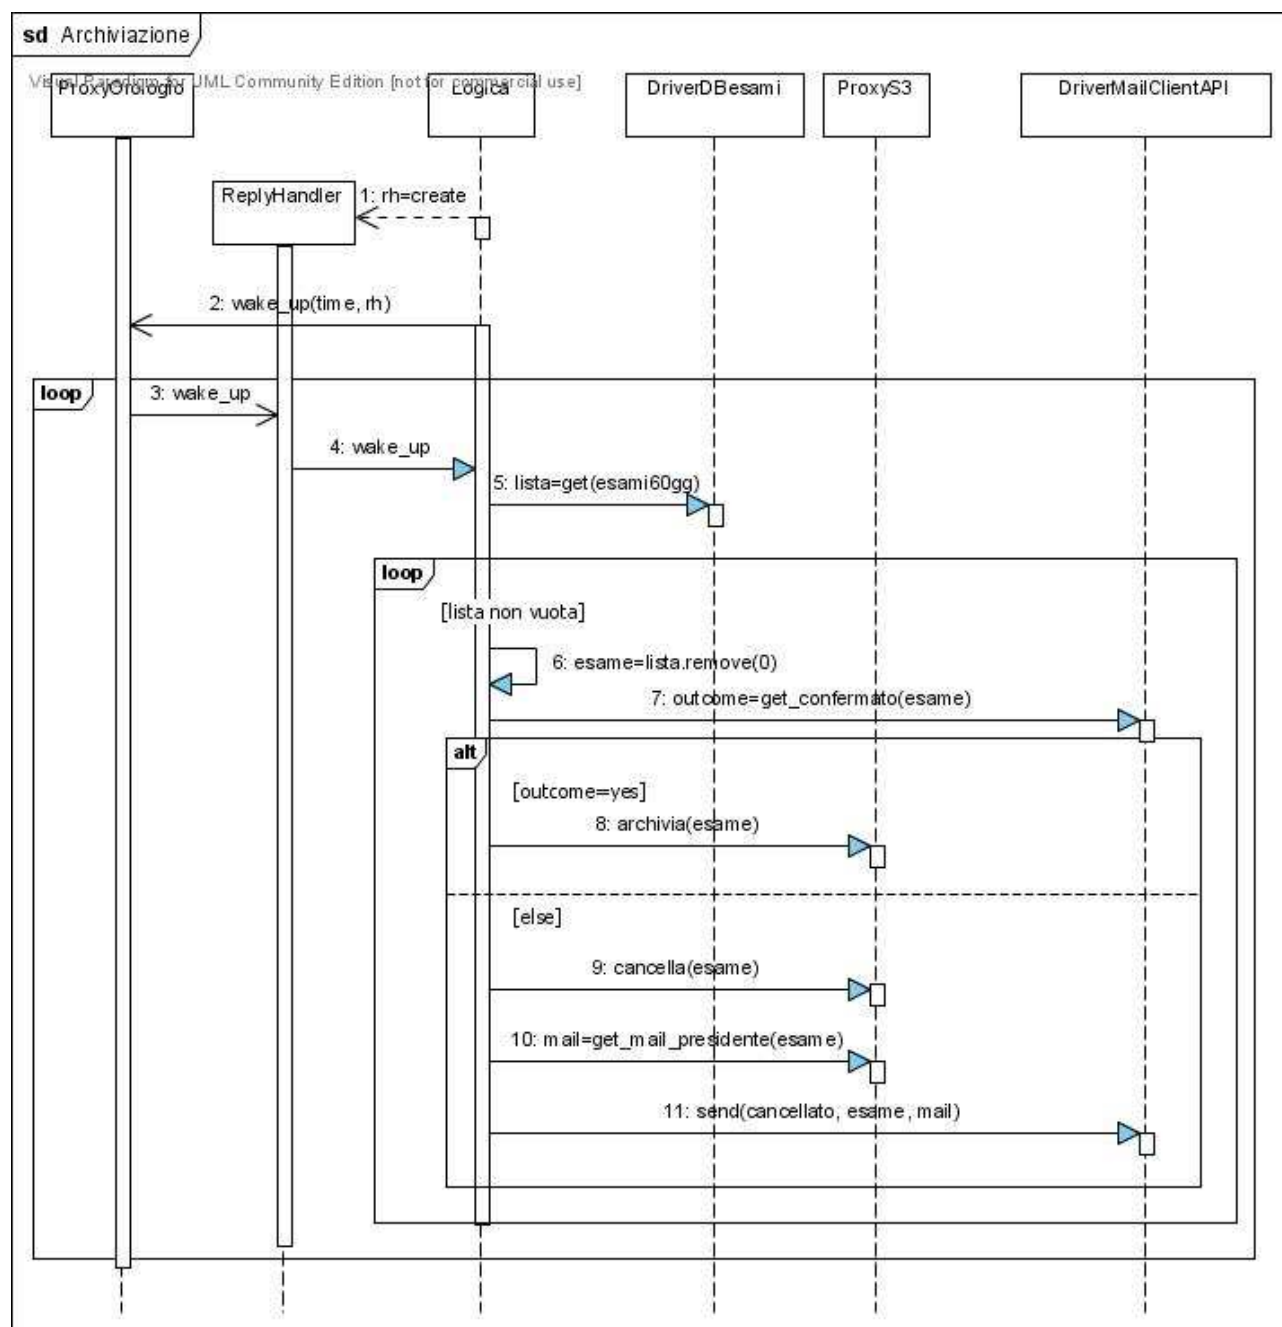 sd Archiviazione
Visual Paradigm for UML Community Edition [not for commercial use]
ProxyOrologio
Logica
DriverDBesami
ProxyS3
DriverMailClientAPI
ReplyHandler
1: rh=create
2: wake_up(time, rh)
loop
3: wake_up
4: wake_up
5: lista=get(esami60gg)
loop
[lista non vuota]
6: esame=lista.remove(0)
7: outcome=get_confermato(esame)
alt
[outcome=yes]
8: archivia(esame)
[else]
9: cancella(esame)
10: mail=get_mail_presidente(esame)
11: send(cancellato, esame, mail)